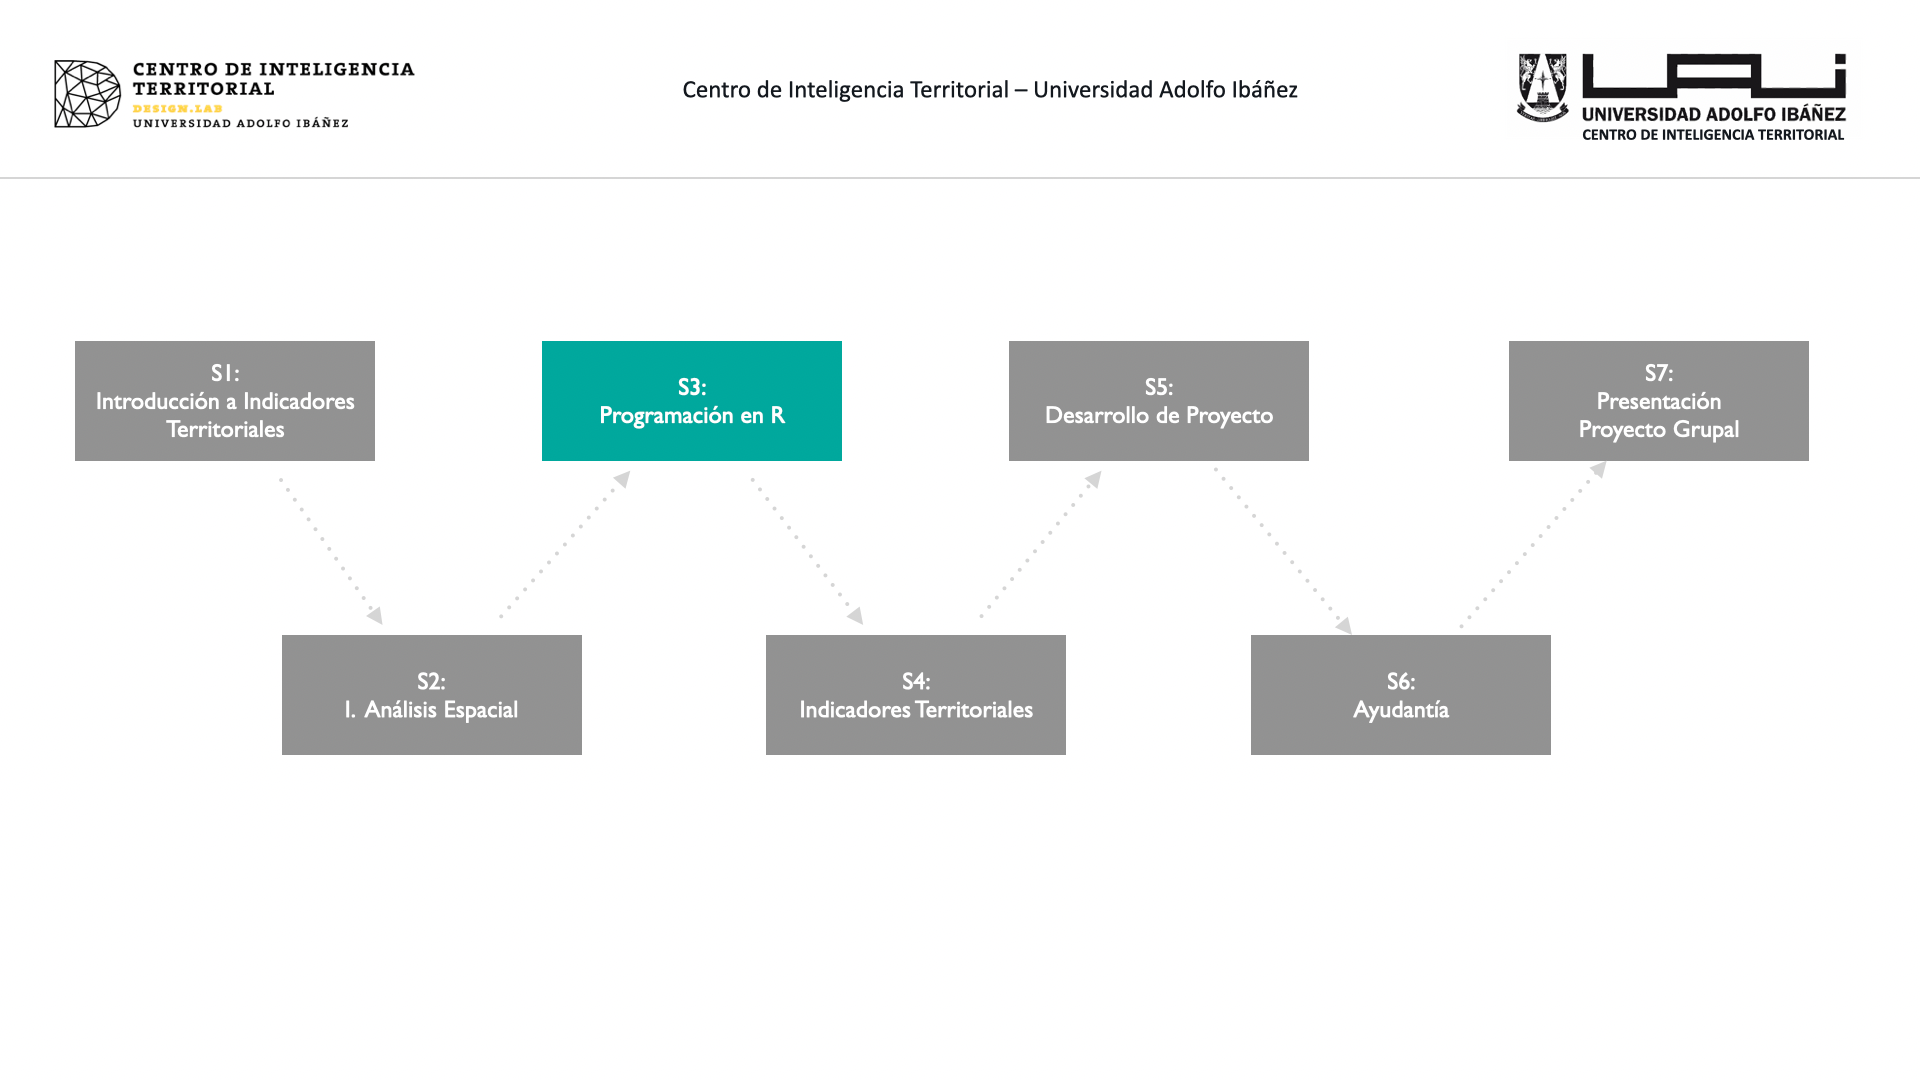 CENTRO DE INTELIGENCIA
TERRITORIAL
DESIGN.LAB
UNIVERSIDAD ADOLFO IBÁÑEZ
Centro de Inteligencia Territorial – Universidad Adolfo Ibáñez
UAI
UNIVERSIDAD ADOLFO IBÁÑEZ
CENTRO DE INTELIGENCIA TERRITORIAL
S1:
Introducción a Indicadores
Territoriales
S2:
I. Análisis Espacial
S3:
Programación en R
S4:
Indicadores Territoriales
S5:
Desarrollo de Proyecto
S6:
Ayudantía
S7:
Presentación
Proyecto Grupal